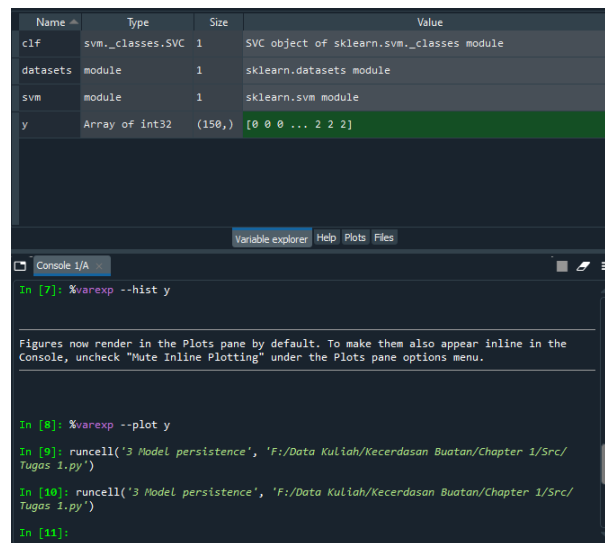 Name Type Size Value
clf svm._classes.SVC 1 SVC object of sklearn.svm._classes module
datasets module 1 sklearn.datasets module
svm module 1 sklearn.svm module
y Array of int32 (150,) [0 0 0 ... 2 2 2]
Variable explorer Help Plots Files
Console 1/A
In [7]: %varexp --hist y
Figures now render in the Plots pane by default. To make them also appear inline in the
Console, uncheck "Mute Inline Plotting" under the Plots pane options menu.
In [8]: %varexp --plot y
In [9]: runcell('3 Model persistence', 'F:/Data Kuliah/Kecerdasan Buatan/Chapter 1/Src/
Tugas 1.py')
In [10]: runcell('3 Model persistence', 'F:/Data Kuliah/Kecerdasan Buatan/Chapter 1/Src/
Tugas 1.py')
In [11]: